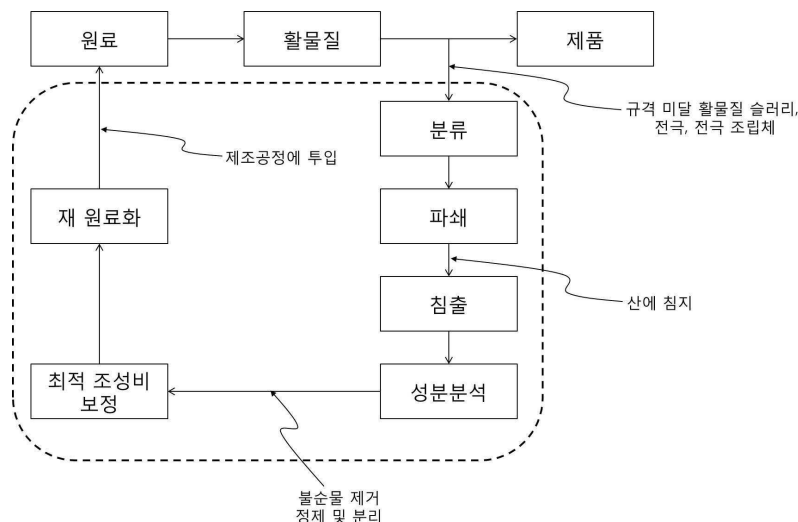 원료
활물질
제품
규격 미달 활물질 슬러리,
전극, 전극 조립체
분류
제조공정에 투입
재 원료화
파쇄
산에 침지
침출
최적 조성비
보정
성분분석
불순물 제거
정제 및 분리